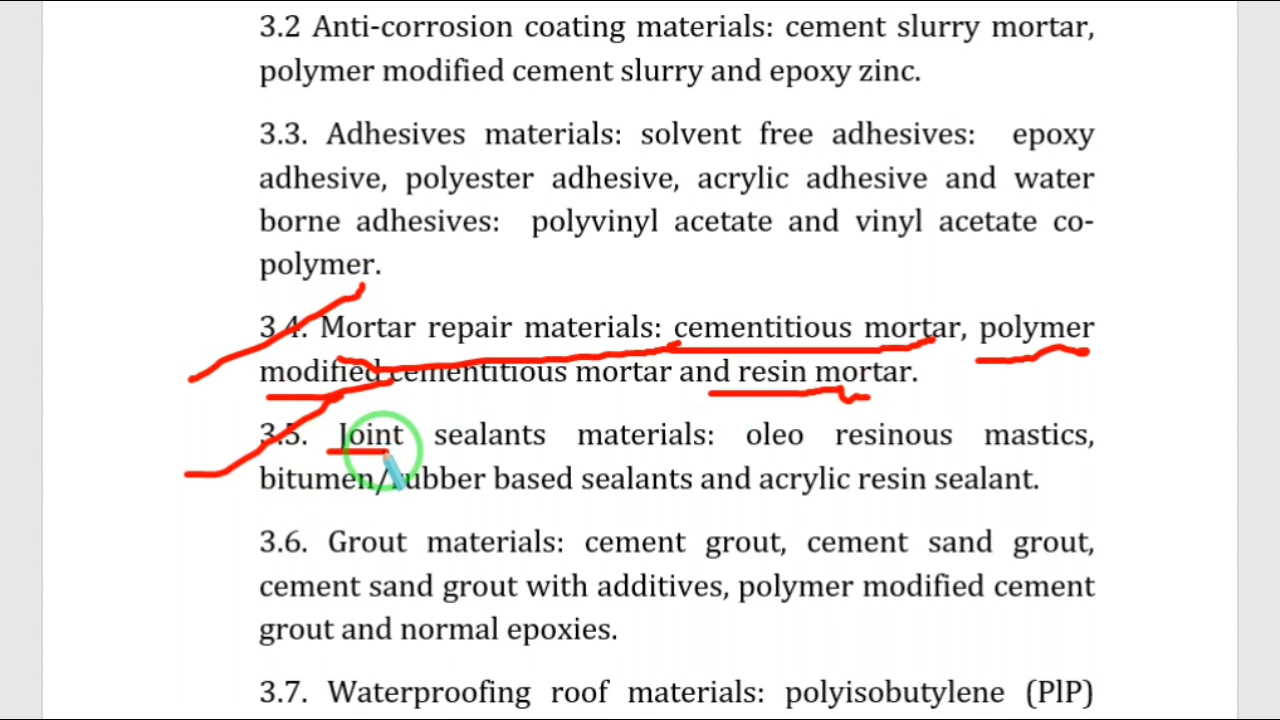 3.2 Anti-corrosion coating materials: cement slurry mortar,
polymer modified cement slurry and epoxy zinc.
3.3. Adhesives materials: solvent free adhesives: epoxy
adhesive, polyester adhesive, acrylic adhesive and water
borne adhesives: polyvinyl acetate and vinyl acetate co-
polymer.
3.4. Mortar repair materials: cementitious mortar, polymer
modified cementitious mortar and resin mortar.
3.5. Joint sealants materials: oleo resinous mastics,
bitumen/rubber based sealants and acrylic resin sealant.
3.6. Grout materials: cement grout, cement sand grout,
cement sand grout with additives, polymer modified cement
grout and normal epoxies.
3.7. Waterproofing roof materials: polyisobutylene (PlP)